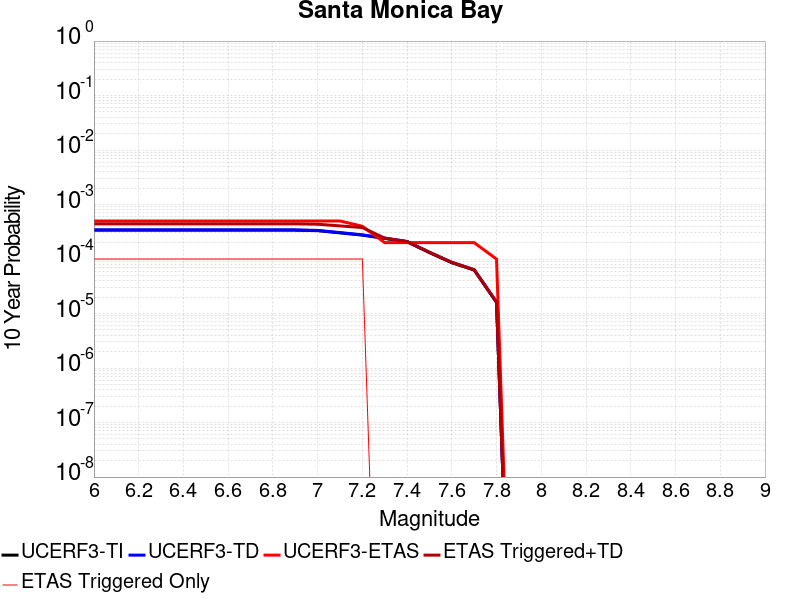 Santa Monica Bay
10^0
10^-1
10^-2
10^-3
10^-4
10^-5
10^-6
10^-7
10^-8
10 Year Probability
6 6.2 6.4 6.6 6.8 7 7.2 7.4 7.6 7.8 8 8.2 8.4 8.6 8.8 9
Magnitude
UCERF3-TI UCERF3-TD UCERF3-ETAS ETAS Triggered+TD
ETAS Triggered Only